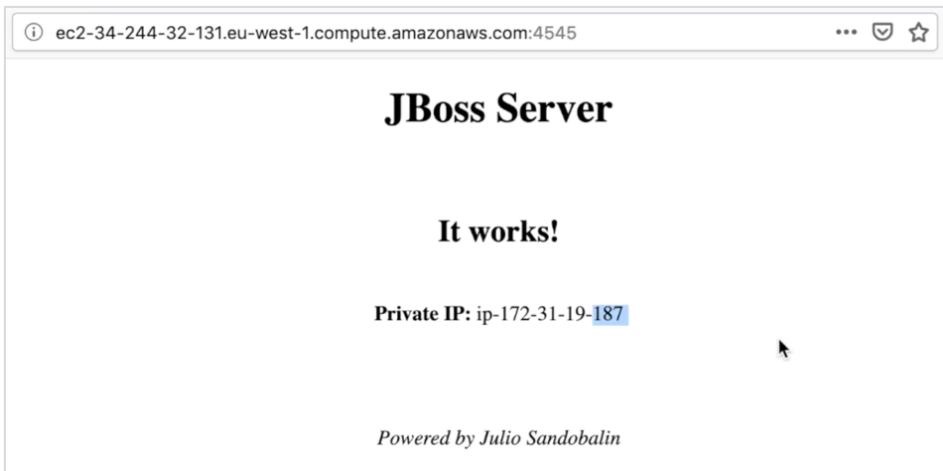 ec2-34-244-32-131.eu-west-1.compute.amazonaws.com:4545
JBoss Server
It works!
Private IP: ip-172-31-19-187
Powered by Julio Sandobalin